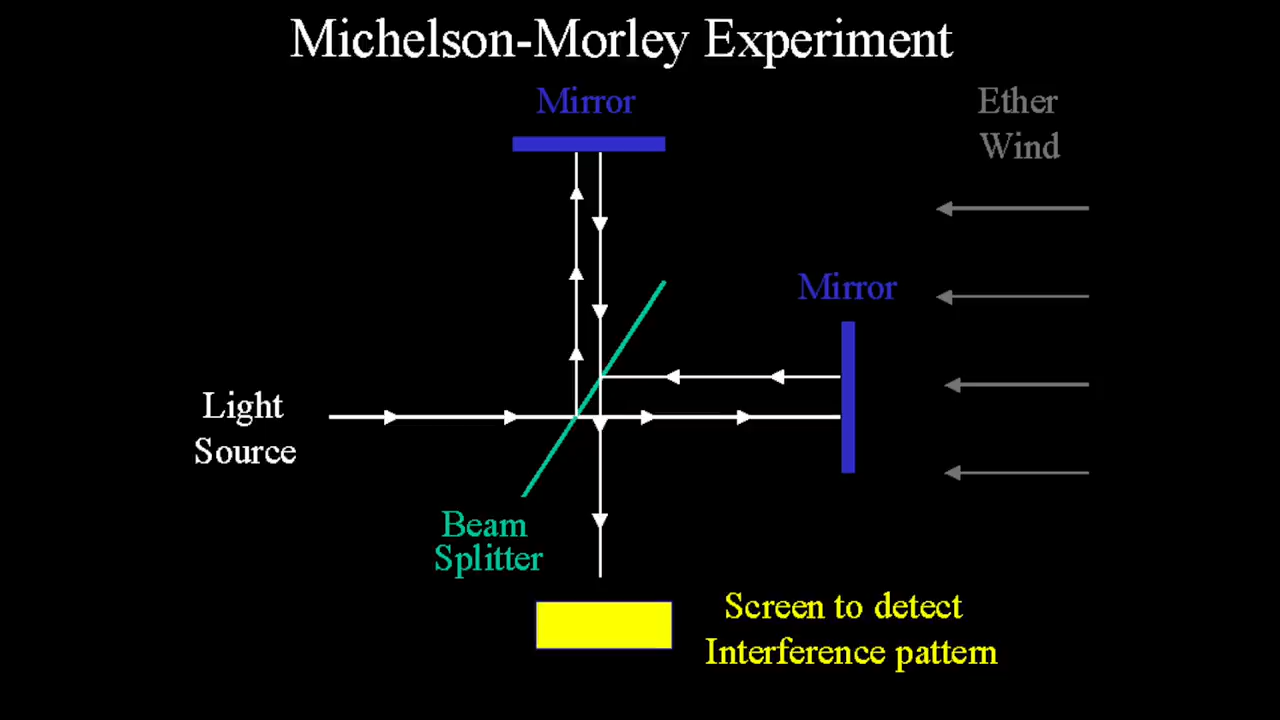 Michelson-Morley Experiment
Mirror
Ether
Wind
Mirror
Light
Source
Beam
Splitter
Screen to detect
Interference pattern